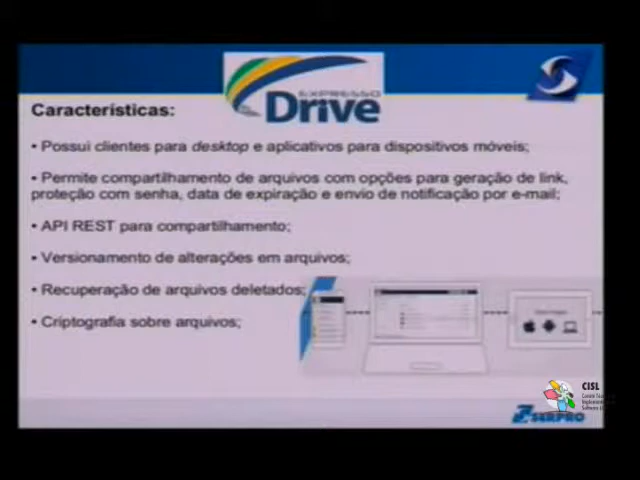 EXPRESSO
Drive
Características:
• Possui clientes para desktop e aplicativos para dispositivos móveis;
• Permite compartilhamento de arquivos com opções para geração de link,
proteção com senha, data de expiração e envio de notificação por e-mail;
• API REST para compartilhamento;
• Versionamento de alterações em arquivos;
• Recuperação de arquivos deletados;
• Criptografia sobre arquivos;
CISL
SERPRO